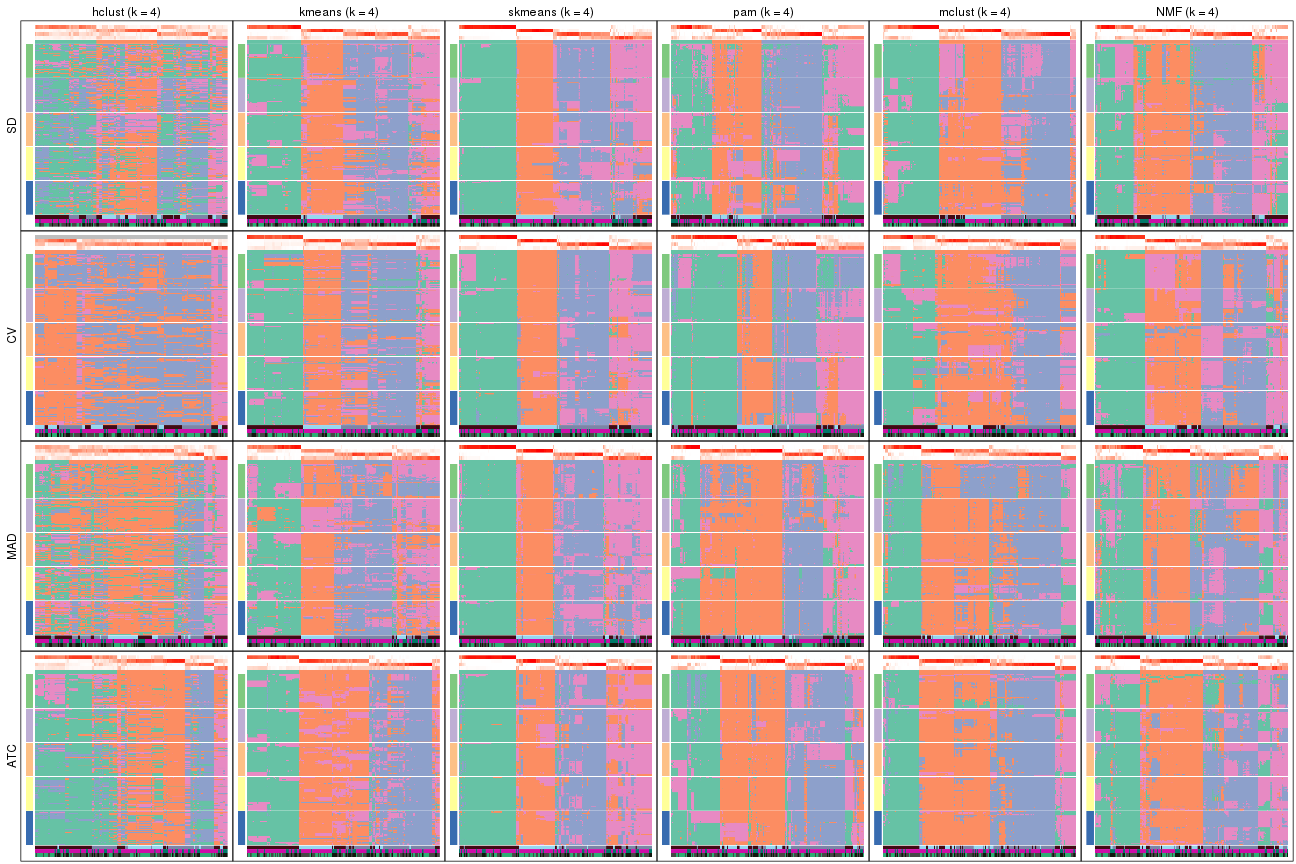 hclust (k = 4) kmeans (k = 4) skmeans (k = 4) pam (k = 4) mclust (k = 4) NMF (k = 4)
SD
CV
MAD
ATC